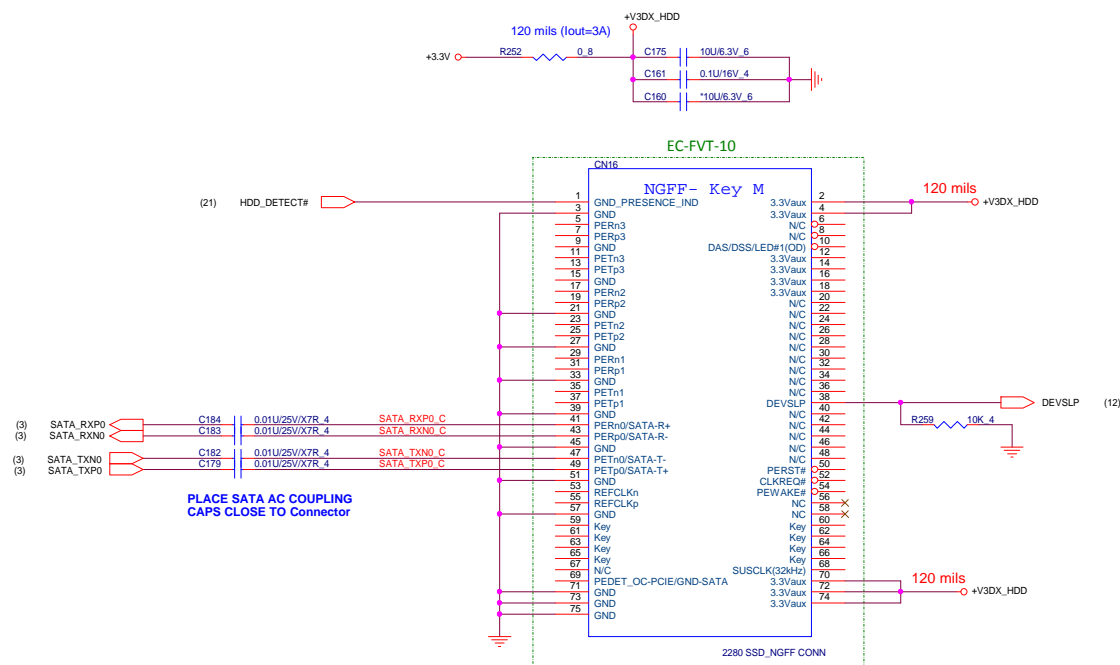 +V3DX_HDD
120 mils (Iout=3A)
+3.3V R252 0_8 C175 10U/6.3V_6
C161 0.1U/16V_4
C160 *10U/6.3V_6
EC-FVT-10
CN16
NGFF- Key M
120 mils
(21) HDD_DETECT# 1 GND_PRESENCE_IND 3.3Vaux 2 +V3DX_HDD
3 GND 3.3Vaux 4
5 PERn3 N/C 6
7 PERp3 N/C 8
9 GND DAS/DSS/LED#1(OD) 10
11 PETn3 3.3Vaux 12
13 PETp3 3.3Vaux 14
15 GND 3.3Vaux 16
17 PERn2 3.3Vaux 18
19 PERp2 N/C 20
21 GND N/C 22
23 PETn2 N/C 24
25 PETp2 N/C 26
27 GND N/C 28
29 PERn1 N/C 30
31 PERp1 N/C 32
33 GND N/C 34
35 PETn1 N/C 36
37 PETp1 DEVSLP 38 DEVSLP (12)
39 GND N/C 40
R259 10K_4
(3) SATA_RXP0 C184 0.01U/25V/X7R_4 SATA_RXP0_C 41 PERn0/SATA-R+ N/C 42
(3) SATA_RXN0 C183 0.01U/25V/X7R_4 SATA_RXN0_C 43 PERp0/SATA-R- N/C 44
45 GND N/C 46
(3) SATA_TXN0 C182 0.01U/25V/X7R_4 SATA_TXN0_C 47 PETn0/SATA-T- N/C 48
(3) SATA_TXP0 C179 0.01U/25V/X7R_4 SATA_TXP0_C 49 PETp0/SATA-T+ PERST# 50
51 GND CLKREQ# 52
53 REFCLKn PEWAKE# 54
55 REFCLKp NC 56
57 GND NC 58
PLACE SATA AC COUPLING
CAPS CLOSE TO Connector
59 Key Key 60
61 Key Key 62
63 Key Key 64
65 Key Key 66
67 N/C SUSCLK(32kHz) 68
69 PEDET_OC-PCIE/GND-SATA 3.3Vaux 70
120 mils
71 GND 3.3Vaux 72 +V3DX_HDD
73 GND 3.3Vaux 74
75 GND
2280 SSD_NGFF CONN